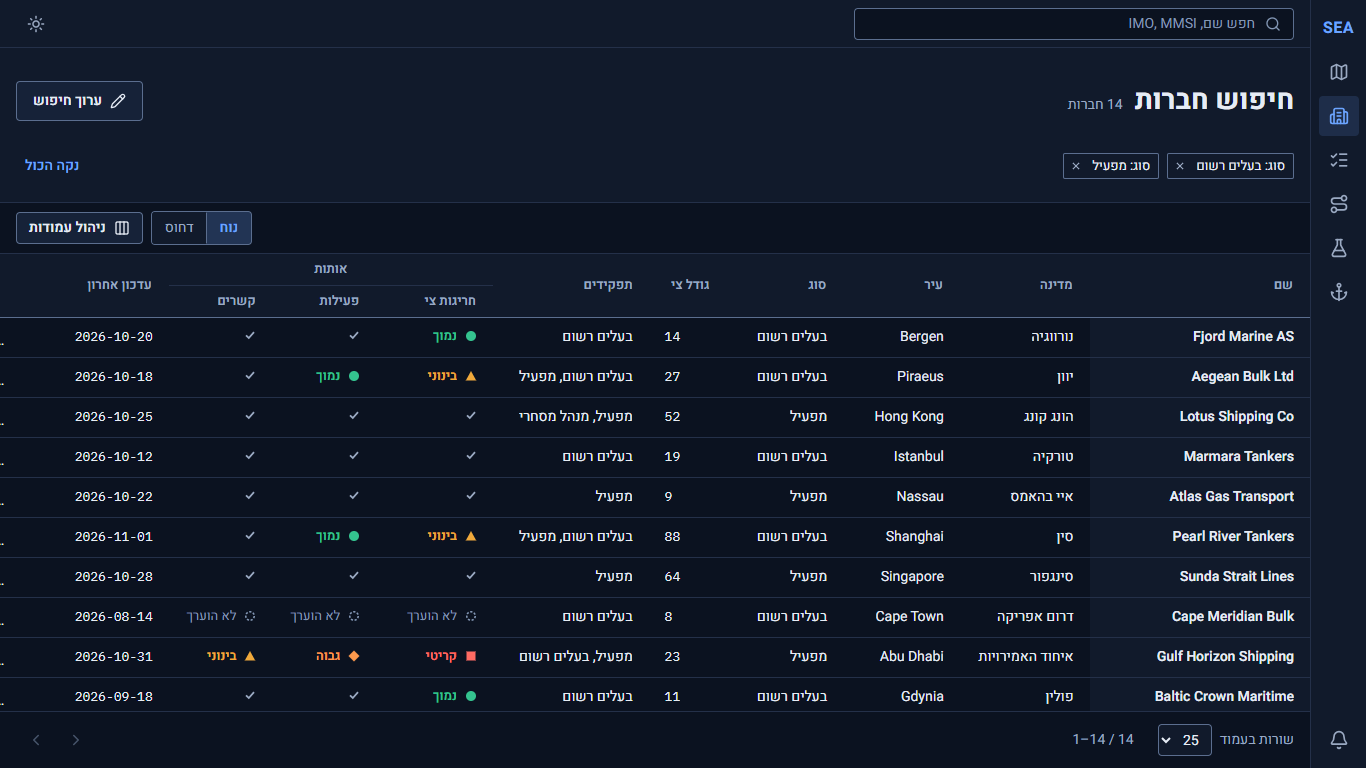 SEA
חפש שם, IMO, MMSI
חיפוש חברות 14 חברות
ערוך חיפוש
סוג: בעלים רשום × סוג: מפעיל ×
נקה הכול
נוח דחוס ניהול עמודות
שם מדינה עיר סוג גודל צי תפקידים אותות עדכון אחרון
חריגות צי פעילות קשרים
Fjord Marine AS נורווגיה Bergen בעלים רשום 14 בעלים רשום נמוך 2026-10-20
Aegean Bulk Ltd יוון Piraeus בעלים רשום 27 בעלים רשום, מפעיל בינוני נמוך 2026-10-18
Lotus Shipping Co הונג קונג Hong Kong מפעיל 52 מפעיל, מנהל מסחרי 2026-10-25
Marmara Tankers טורקיה Istanbul בעלים רשום 19 בעלים רשום 2026-10-12
Atlas Gas Transport איי בהאמס Nassau מפעיל 9 מפעיל 2026-10-22
Pearl River Tankers סין Shanghai בעלים רשום 88 בעלים רשום, מפעיל בינוני נמוך 2026-11-01
Sunda Strait Lines סינגפור Singapore מפעיל 64 מפעיל 2026-10-28
Cape Meridian Bulk דרום אפריקה Cape Town בעלים רשום 8 בעלים רשום לא הוערך לא הוערך לא הוערך 2026-08-14
Gulf Horizon Shipping איחוד האמירויות Abu Dhabi מפעיל 23 מפעיל, בעלים רשום קריטי גבוה בינוני 2026-10-31
Baltic Crown Maritime פולין Gdynia בעלים רשום 11 בעלים רשום נמוך 2026-09-18
שורות בעמוד 25 1–14 / 14